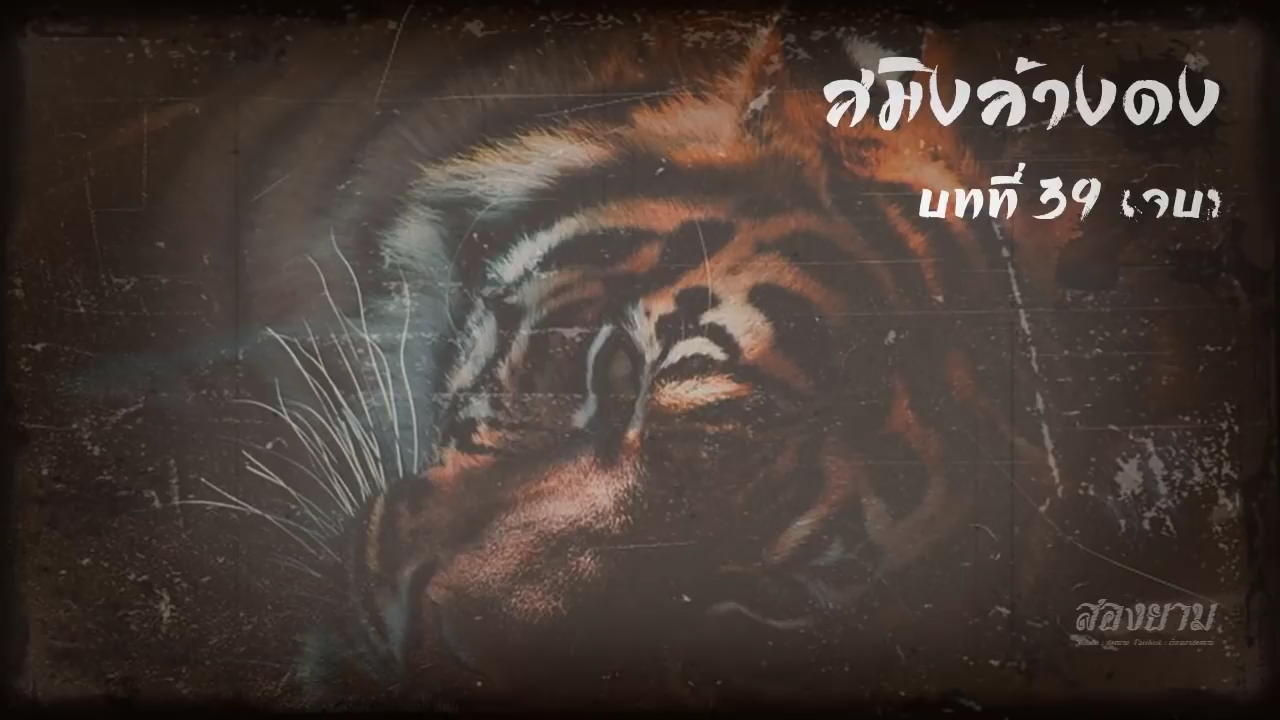 สมิงล้างดง
บทที่ 39 (จบ)
สองยาม